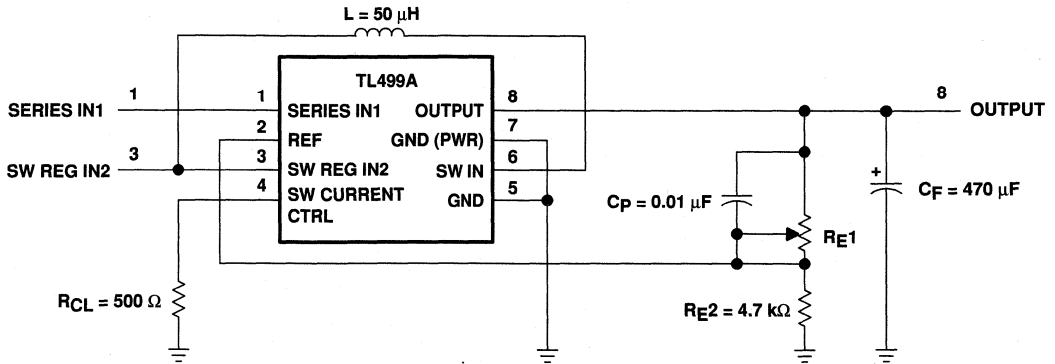 L = 50 μH
TL499A
SERIES IN1 1 1 SERIES IN1 OUTPUT 8 8 OUTPUT
2 REF GND (PWR) 7
SW REG IN2 3 3 SW REG IN2 SW IN 6
4 SW CURRENT CTRL GND 5
CP = 0.01 μF
+
CF = 470 μF
RE1
RCL = 500 Ω
RE2 = 4.7 kΩ